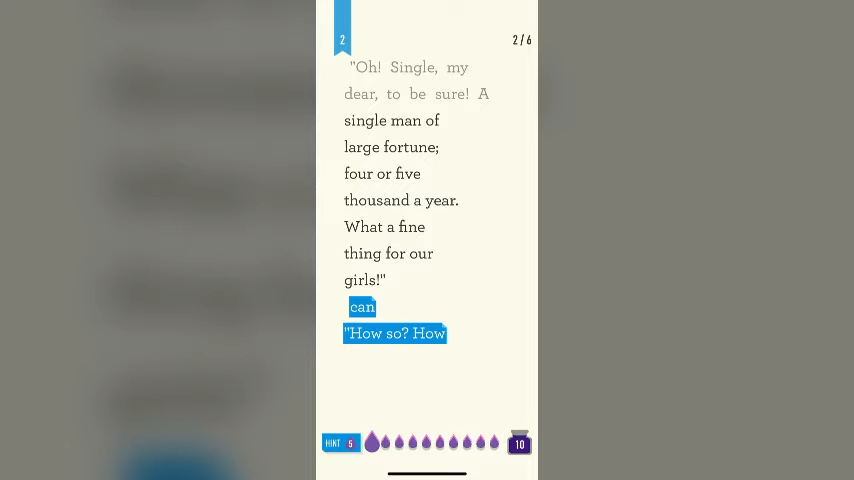 2
2/6
"Oh! Single, my
dear, to be sure! A
single man of
large fortune;
four or five
thousand a year.
What a fine
thing for our
girls!"
can
"How so? How
HINT 5
10